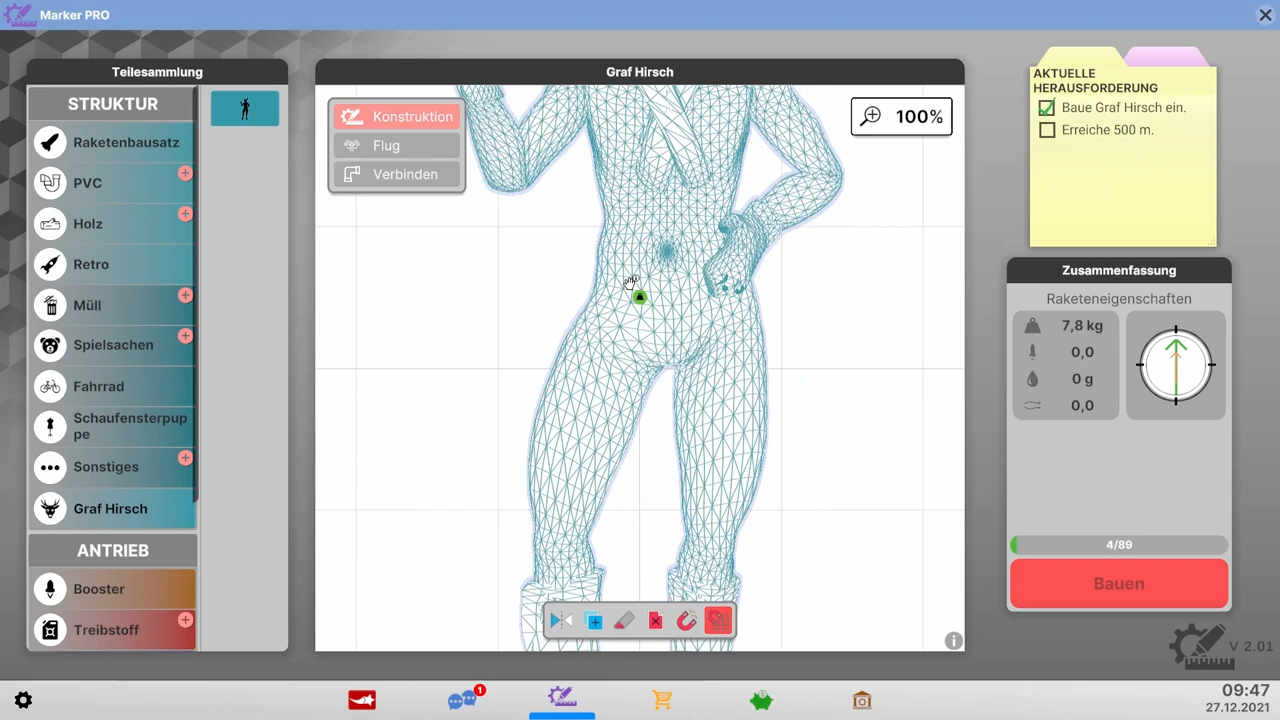 Marker PRO
Teilesammlung
STRUKTUR
Raketenbausatz
PVC
Holz
Retro
Müll
Spielsachen
Fahrrad
Schaufensterpup
pe
Sonstiges
Graf Hirsch
ANTRIEB
Booster
Treibstoff
Graf Hirsch
Konstruktion
Flug
Verbinden
100%
AKTUELLE
HERAUSFORDERUNG
Baue Graf Hirsch ein.
Erreiche 500 m.
Zusammenfassung
Raketeneigenschaften
7,8 kg
0,0
0 g
0,0
4/89
Bauen
V 2.01
1
09:47
27.12.2021